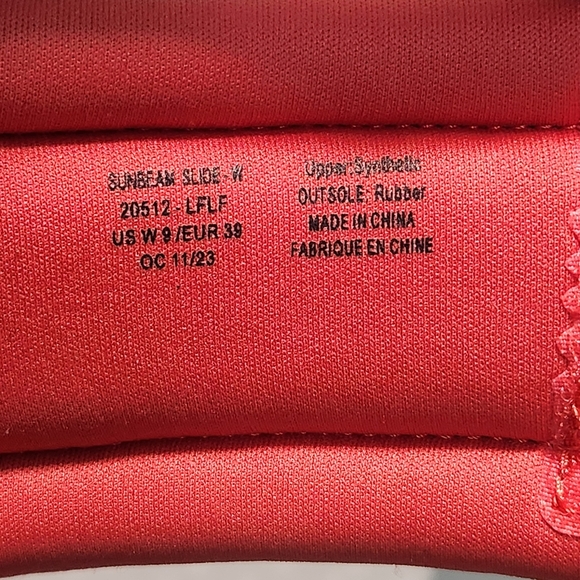 SUNBEAM SLIDE - W
20512 - LFLF
US W 9 /EUR 39
OC 11/23
Upper: Synthetic
OUTSOLE: Rubber
MADE IN CHINA
FABRIQUE EN CHINE